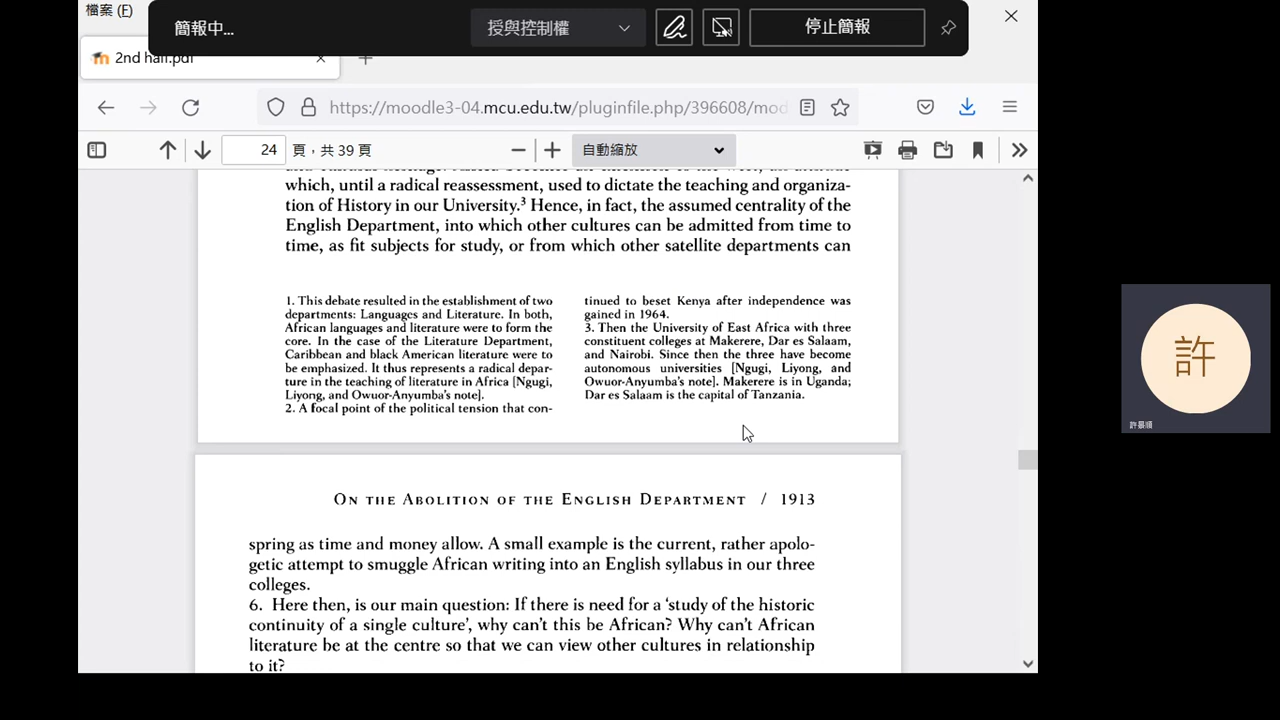 檔案 (F)
簡報中...
授與控制權
停止簡報
2nd half.pdf
https://moodle3-04.mcu.edu.tw/pluginfile.php/396608/mod
24 頁，共 39 頁
自動縮放
which, until a radical reassessment, used to dictate the teaching and organiza-
tion of History in our University.³ Hence, in fact, the assumed centrality of the
English Department, into which other cultures can be admitted from time to
time, as fit subjects for study, or from which other satellite departments can
1. This debate resulted in the establishment of two
departments: Languages and Literature. In both,
African languages and literature were to form the
core. In the case of the Literature Department,
Caribbean and black American literature were to
be emphasized. It thus represents a radical depar-
ture in the teaching of literature in Africa [Ngugi,
Liyong, and Owuor-Anyumba's note].
2. A focal point of the political tension that con-
tinued to beset Kenya after independence was
gained in 1964.
3. Then the University of East Africa with three
constituent colleges at Makerere, Dar es Salaam,
and Nairobi. Since then the three have become
autonomous universities [Ngugi, Liyong, and
Owuor-Anyumba's note]. Makerere is in Uganda;
Dar es Salaam is the capital of Tanzania.
On the Abolition of the English Department / 1913
spring as time and money allow. A small example is the current, rather apolo-
getic attempt to smuggle African writing into an English syllabus in our three
colleges.
6. Here then, is our main question: If there is need for a 'study of the historic
continuity of a single culture', why can't this be African? Why can't African
literature be at the centre so that we can view other cultures in relationship
to it?
許
許景順